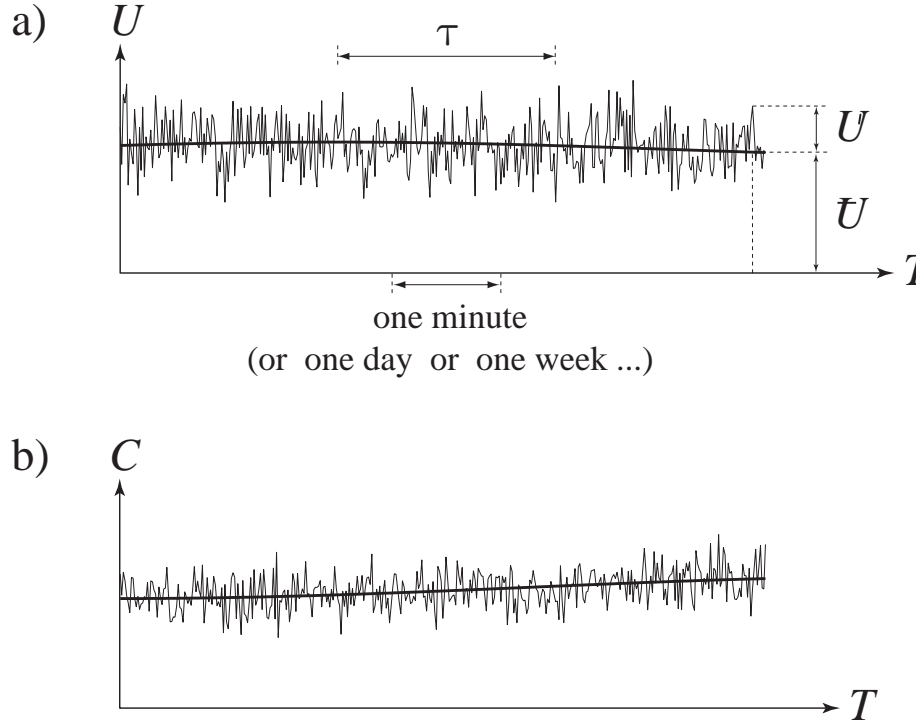 a)
U
τ
U'
Ū
T
one minute
(or one day or one week ...)
b)
C
T